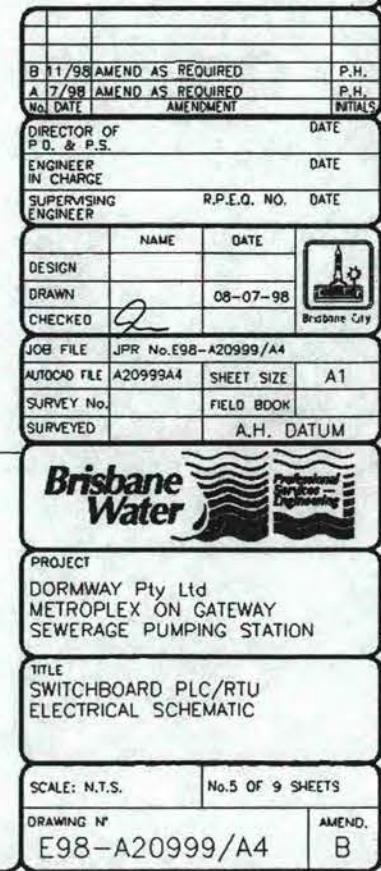 B 11/98 AMEND AS REQUIRED P.H.
A 7/98 AMEND AS REQUIRED P.H.
No. DATE AMENDMENT INITIALS
DIRECTOR OF DATE
P.D. & P.S.
ENGINEER DATE
IN CHARGE
SUPERVISING R.P.E.Q. NO. DATE
ENGINEER
NAME DATE
DESIGN
DRAWN 08-07-98
CHECKED
Brisbane City
JOB FILE JPR No.E98-A20999/A4
AUTOCAD FILE A20999A4 SHEET SIZE A1
SURVEY No. FIELD BOOK
SURVEYED A.H. DATUM
Brisbane
Water
Professional
Services —
Engineering
PROJECT
DORMWAY Pty Ltd
METROPLEX ON GATEWAY
SEWERAGE PUMPING STATION
TITLE
SWITCHBOARD PLC/RTU
ELECTRICAL SCHEMATIC
SCALE: N.T.S. No.5 OF 9 SHEETS
DRAWING Nº AMEND.
E98-A20999/A4 B